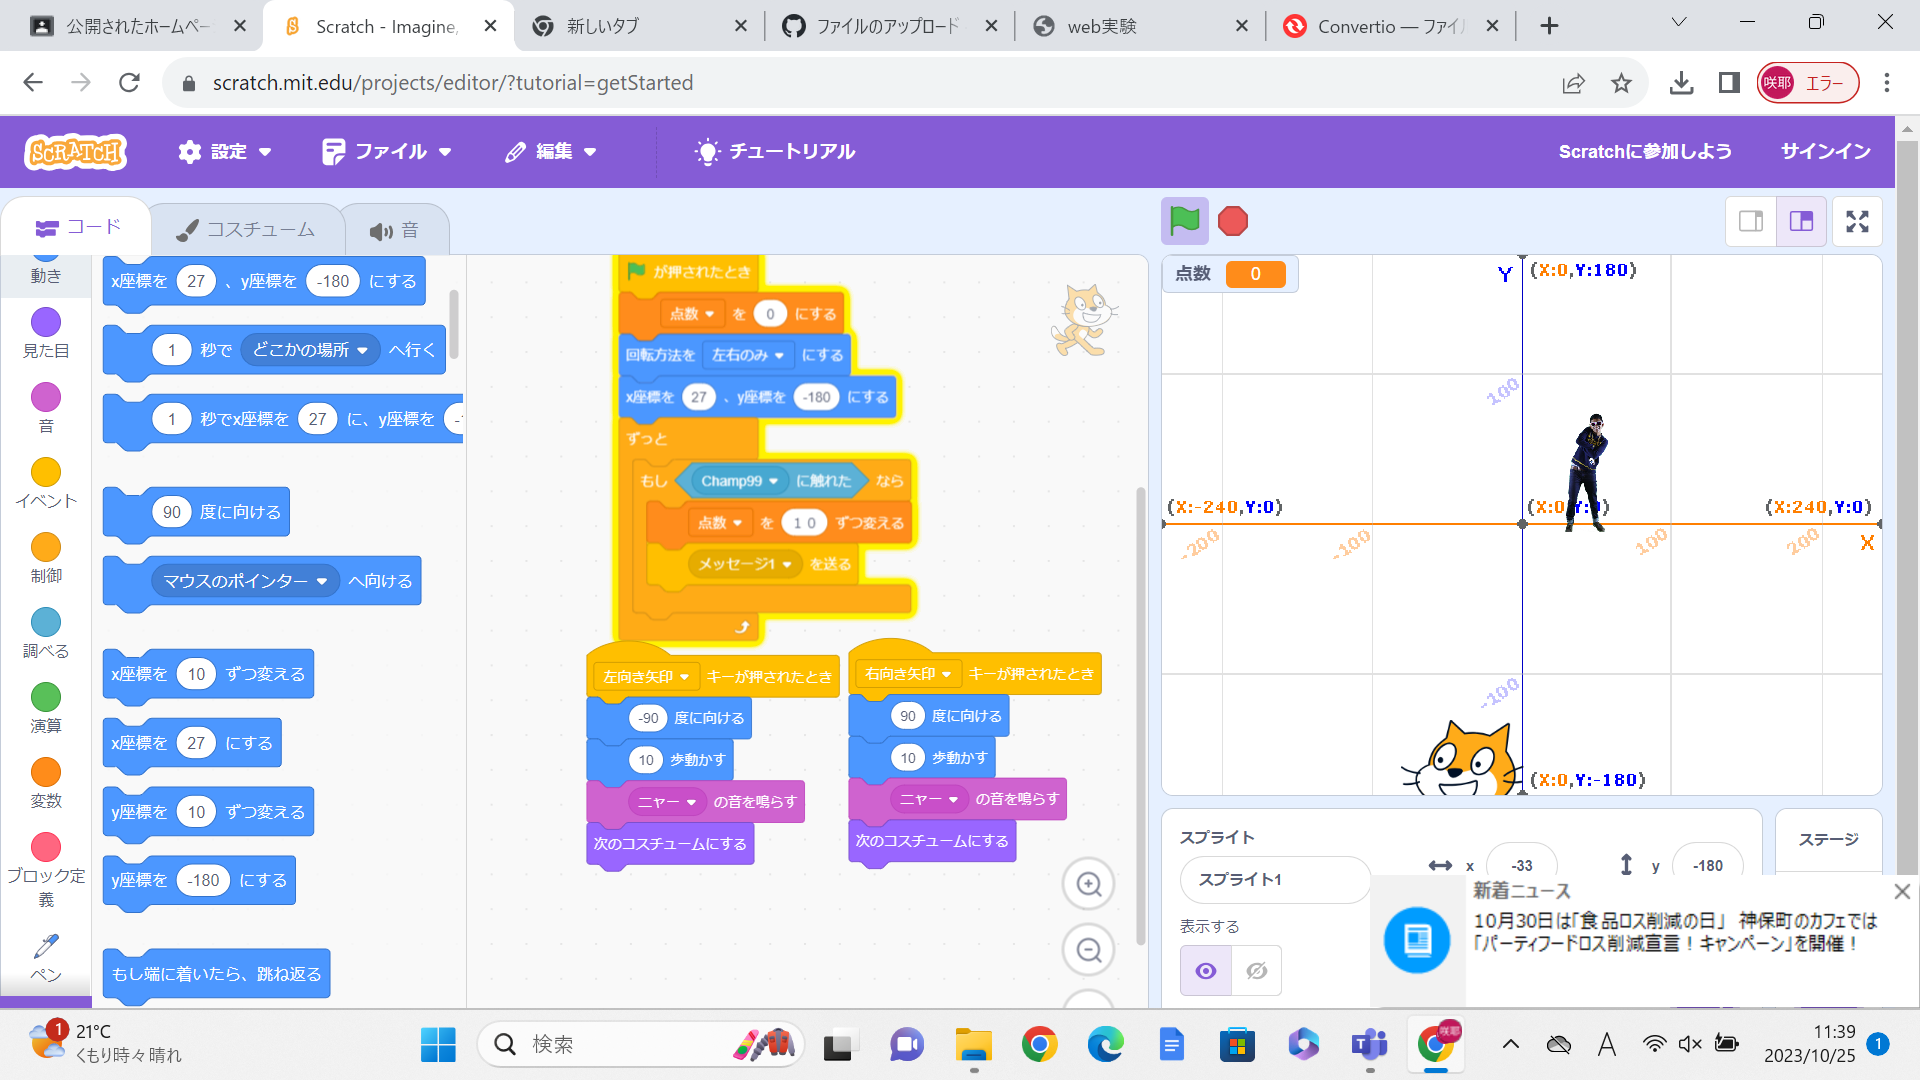 公開されたホームペー
Scratch - Imagine,
新しいタブ
ファイルのアップロード
web実験
Convertio — ファイ
scratch.mit.edu/projects/editor/?tutorial=getStarted
咲耶 エラー
SCRATCH
設定
ファイル
編集
チュートリアル
Scratchに参加しよう
サインイン
コード
コスチューム
音
動き
見た目
音
イベント
制御
調べる
演算
変数
ブロック定
義
ペン
x座標を 27 、y座標を -180 にする
1 秒で どこかの場所 へ行く
1 秒でx座標を 27 に、y座標を -
90 度に向ける
マウスのポインター へ向ける
x座標を 10 ずつ変える
x座標を 27 にする
y座標を 10 ずつ変える
y座標を -180 にする
もし端に着いたら、跳ね返る
が押されたとき
点数 を 0 にする
回転方法を 左右のみ にする
x座標を 27 、y座標を -180 にする
ずっと
もし Champ99 に触れた なら
点数 を 10 ずつ変える
メッセージ1 を送る
左向き矢印 キーが押されたとき
-90 度に向ける
10 歩動かす
ニャー の音を鳴らす
次のコスチュームにする
右向き矢印 キーが押されたとき
90 度に向ける
10 歩動かす
ニャー の音を鳴らす
次のコスチュームにする
点数 0
Y (X:0,Y:180)
100
(X:-240,Y:0)
(X:0,Y:0)
(X:240,Y:0)
-200
-100
100
200
X
-100
(X:0,Y:-180)
スプライト
スプライト1
x -33
y -180
表示する
ステージ
新着ニュース
10月30日は「食品ロス削減の日」 神保町のカフェでは
「パーティフードロス削減宣言！キャンペーン」を開催！
1
21°C
くもり時々晴れ
検索
咲耶
A
11:39
2023/10/25
1